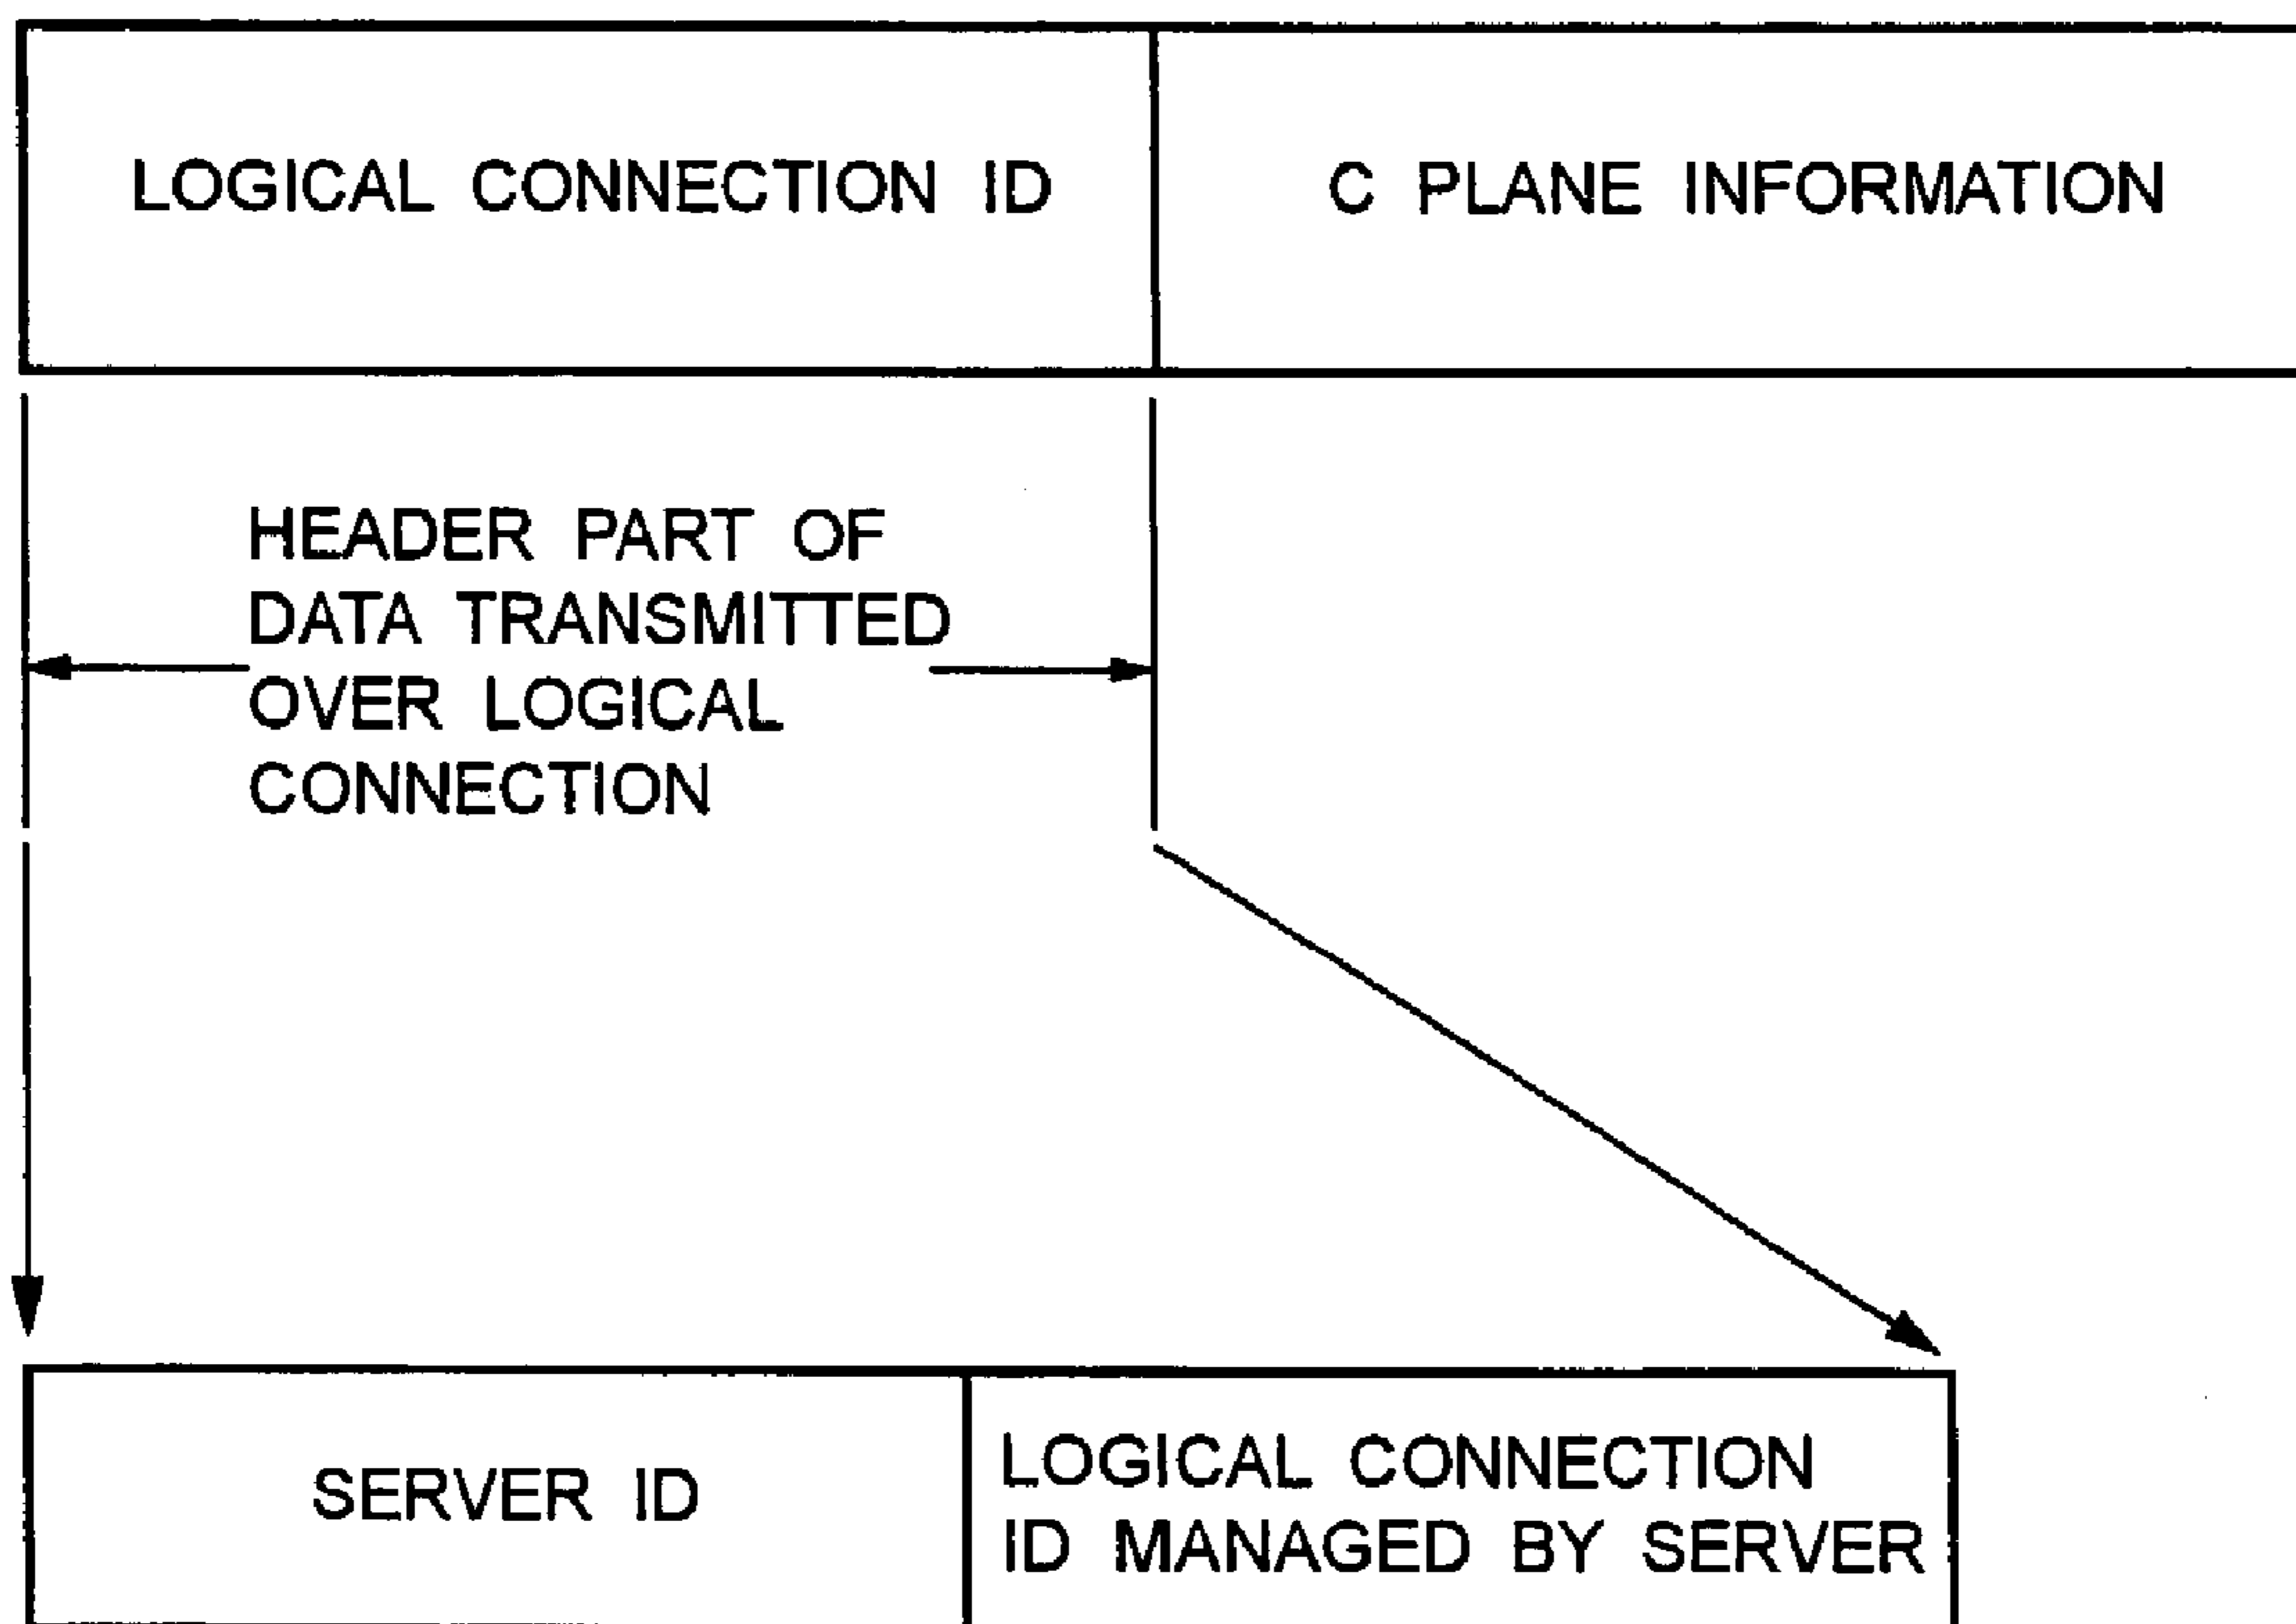 LOGICAL CONNECTION ID
C PLANE INFORMATION
HEADER PART OF
DATA TRANSMITTED
OVER LOGICAL
CONNECTION
SERVER ID
LOGICAL CONNECTION
ID MANAGED BY SERVER